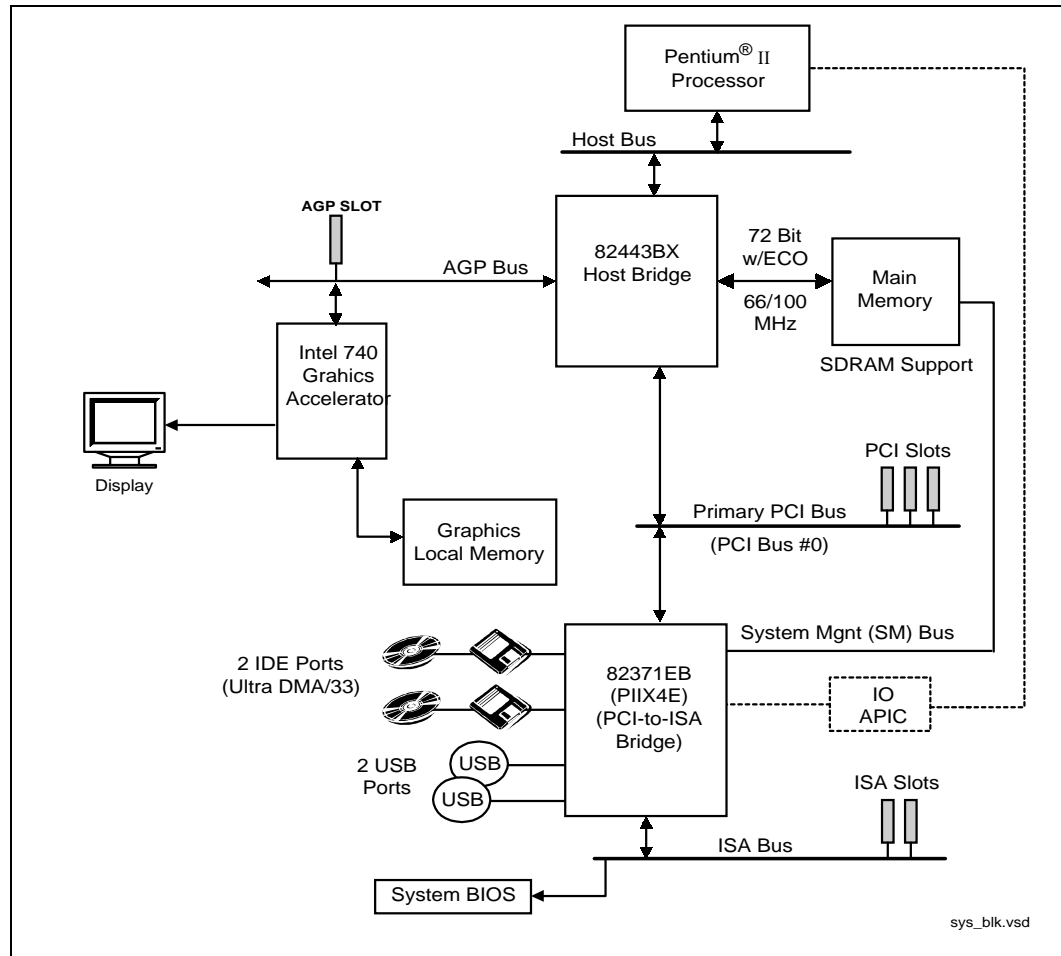 Pentium® II
Processor
Host Bus
AGP SLOT
82443BX
Host Bridge
72 Bit
w/ECO
66/100
MHz
Main
Memory
SDRAM Support
AGP Bus
Intel 740
Grahics
Accelerator
Display
Graphics
Local Memory
PCI Slots
Primary PCI Bus
(PCI Bus #0)
System Mgnt (SM) Bus
2 IDE Ports
(Ultra DMA/33)
82371EB
(PIIX4E)
(PCI-to-ISA
Bridge)
IO
APIC
2 USB
Ports
USB
USB
ISA Slots
ISA Bus
System BIOS
sys_blk.vsd